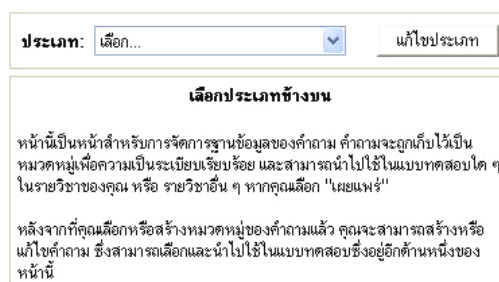 ประเภท: เลือก... แก้ไขประเภท
เลือกประเภทข้างบน
หน้านี้เป็นหน้าสำหรับการจัดการฐานข้อมูลของคำถาม คำถามจะถูกเก็บไว้เป็น
หมวดหมู่เพื่อความเป็นระเบียบเรียบร้อย และสามารถนำไปใช้ในแบบทดสอบใด ๆ
ในรายวิชาของคุณ หรือ รายวิชาอื่น ๆ หากคุณเลือก "เผยแพร่"
หลังจากที่คุณเลือกหรือสร้างหมวดหมู่ของคำถามแล้ว คุณจะสามารถสร้างหรือ
แก้ไขคำถาม ซึ่งสามารถเลือกและนำไปใช้ในแบบทดสอบซึ่งอยู่อีกด้านหนึ่งของ
หน้านี้